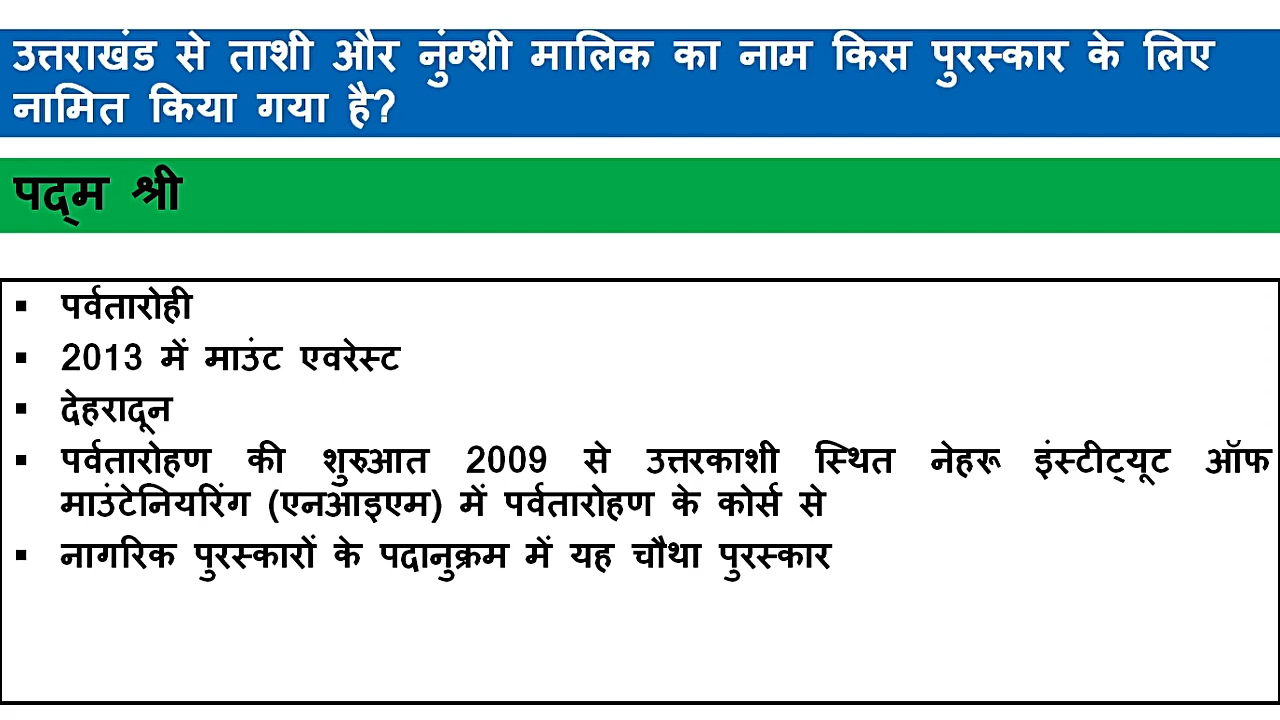 उत्तराखंड से ताशी और नुंग्शी मालिक का नाम किस पुरस्कार के लिए
नामित किया गया है?
पद्म श्री
▪ पर्वतारोही
▪ 2013 में माउंट एवरेस्ट
▪ देहरादून
▪ पर्वतारोहण की शुरुआत 2009 से उत्तरकाशी स्थित नेहरू इंस्टीट्यूट ऑफ
माउंटेनियरिंग (एनआइएम) में पर्वतारोहण के कोर्स से
▪ नागरिक पुरस्कारों के पदानुक्रम में यह चौथा पुरस्कार